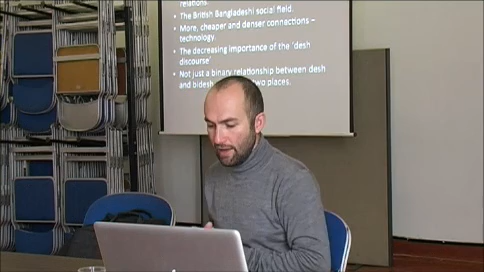 relations.
• The British Bangladeshi social field.
• More, cheaper and denser connections –
technology.
• The decreasing importance of the 'desh
discourse'
• Not just a binary relationship between desh
and bidesh two places.